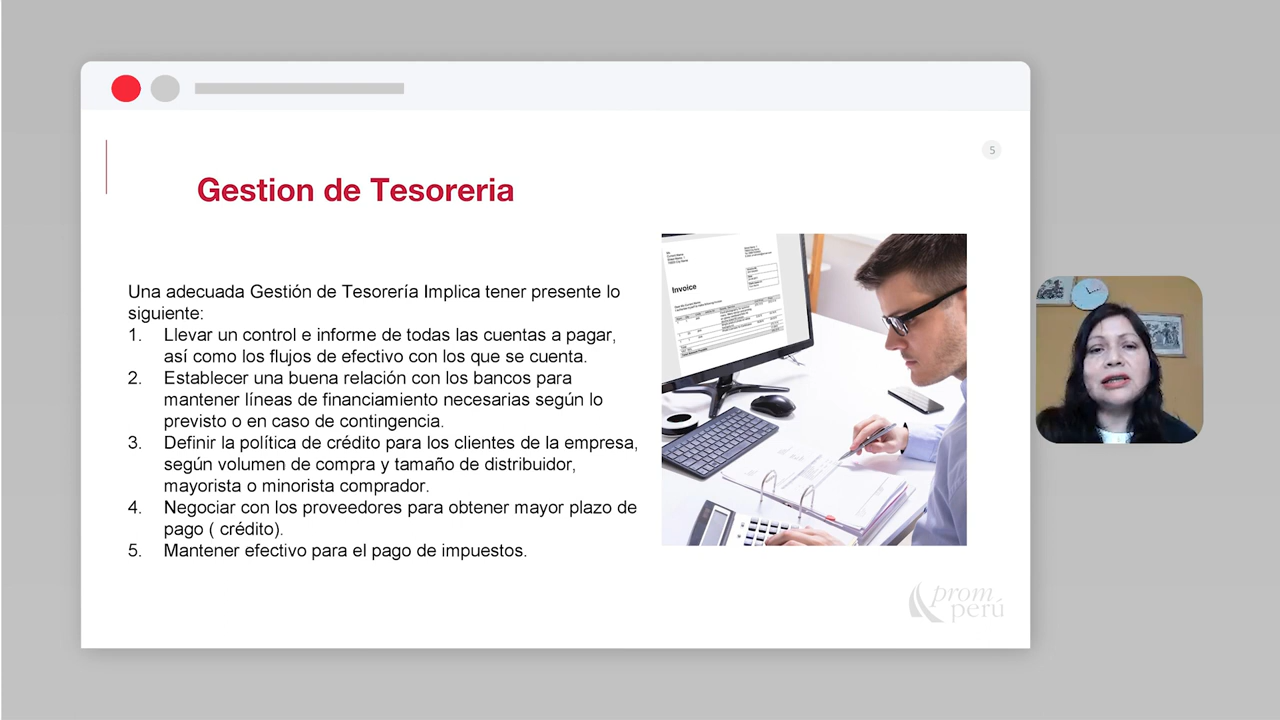 5
Gestion de Tesoreria
Una adecuada Gestión de Tesorería Implica tener presente lo
siguiente:
1. Llevar un control e informe de todas las cuentas a pagar,
así como los flujos de efectivo con los que se cuenta.
2. Establecer una buena relación con los bancos para
mantener líneas de financiamiento necesarias según lo
previsto o en caso de contingencia.
3. Definir la política de crédito para los clientes de la empresa,
según volumen de compra y tamaño de distribuidor,
mayorista o minorista comprador.
4. Negociar con los proveedores para obtener mayor plazo de
pago ( crédito).
5. Mantener efectivo para el pago de impuestos.
Invoice
prom
perú